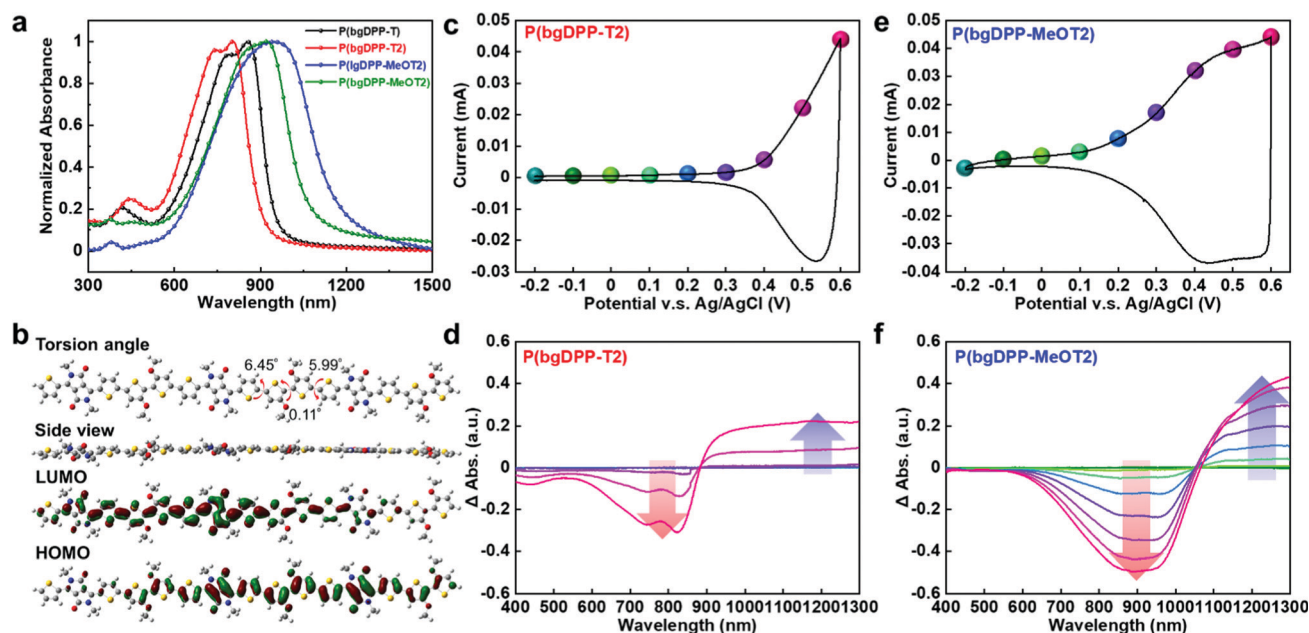 a
P(bgDPP-T)
P(bgDPP-T2)
P(lgDPP-MeOT2)
P(bgDPP-MeOT2)
Normalized Absorbance
1
0.8
0.6
0.4
0.2
0
300 600 900 1200 1500
Wavelength (nm)
b
Torsion angle
6.45° 5.99°
0.11°
Side view
LUMO
HOMO
c
P(bgDPP-T2)
Current (mA)
0.05
0.04
0.03
0.02
0.01
0
-0.01
-0.02
-0.03
-0.2 -0.1 0 0.1 0.2 0.3 0.4 0.5 0.6
Potential v.s. Ag/AgCl (V)
d
P(bgDPP-T2)
Δ Abs. (a.u.)
0.6
0.4
0.2
0
-0.2
-0.4
-0.6
400 500 600 700 800 900 1000 1100 1200 1300
Wavelength (nm)
e
P(bgDPP-MeOT2)
Current (mA)
0.05
0.04
0.03
0.02
0.01
0
-0.01
-0.02
-0.03
-0.04
-0.2 -0.1 0 0.1 0.2 0.3 0.4 0.5 0.6
Potential v.s. Ag/AgCl (V)
f
P(bgDPP-MeOT2)
Δ Abs. (a.u.)
0.6
0.4
0.2
0
-0.2
-0.4
-0.6
400 500 600 700 800 900 1000 1100 1200 1300
Wavelength (nm)